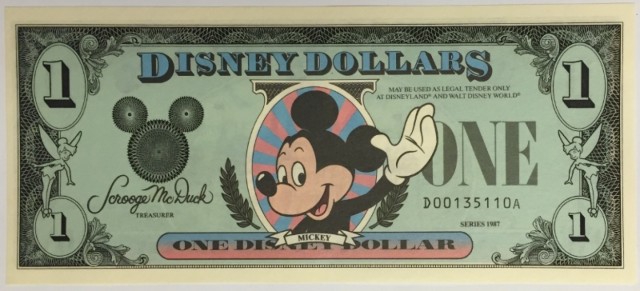 1
DISNEY DOLLARS
1
MAY BE USED AS LEGAL TENDER ONLY
AT DISNEYLAND® AND WALT DISNEY WORLD®
ONE
Scrooge McDuck
TREASURER
D00135110A
SERIES 1987
1
MICKEY
ONE DISNEY DOLLAR
1